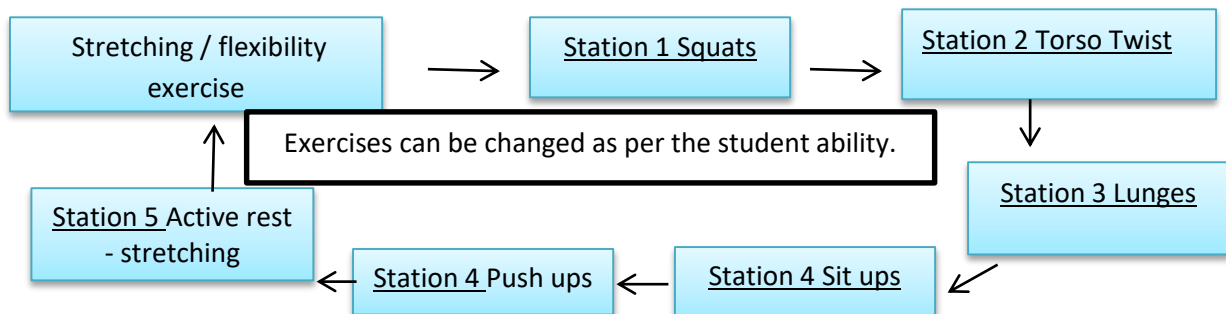 Stretching / flexibility
exercise
Station 1 Squats
Station 2 Torso Twist
Exercises can be changed as per the student ability.
Station 3 Lunges
Station 4 Sit ups
Station 4 Push ups
Station 5 Active rest
- stretching